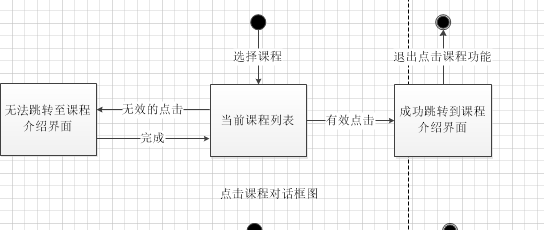 选择课程
退出点击课程功能
无法跳转至课程
介绍界面
无效的点击
完成
当前课程列表
有效点击
成功跳转到课程
介绍界面
点击课程对话框图